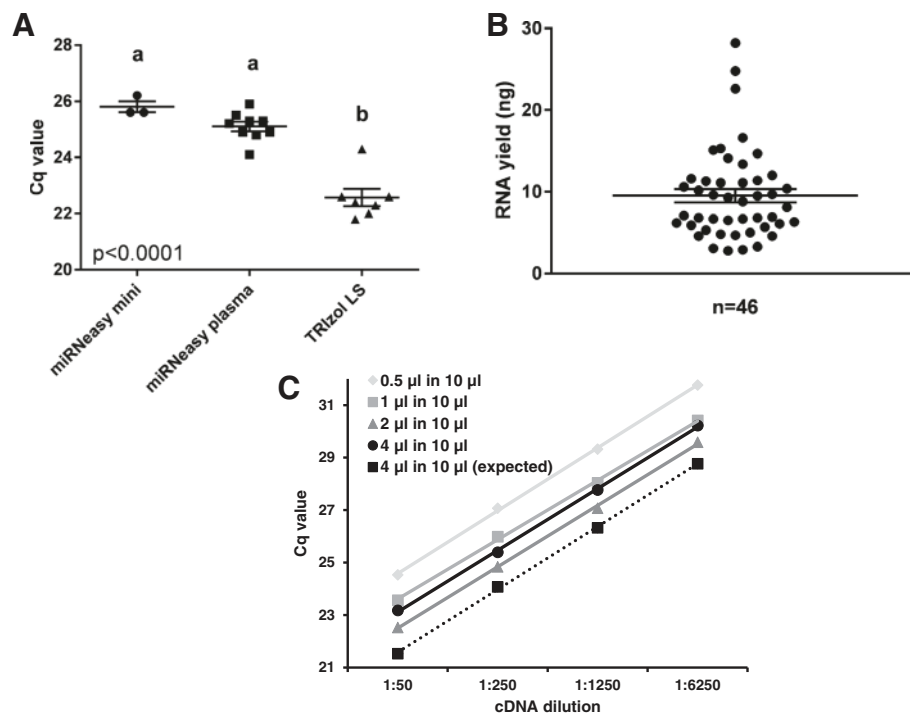 A
28
26
24
22
20
Cq value
a
a
b
p<0.0001
miRNeasy mini
miRNeasy plasma
TRIzol LS
B
30
20
10
0
RNA yield (ng)
n=46
C
0.5 µl in 10 µl
1 µl in 10 µl
2 µl in 10 µl
4 µl in 10 µl
4 µl in 10 µl (expected)
31
29
27
25
23
21
Cq value
1:50 1:250 1:1250 1:6250
cDNA dilution